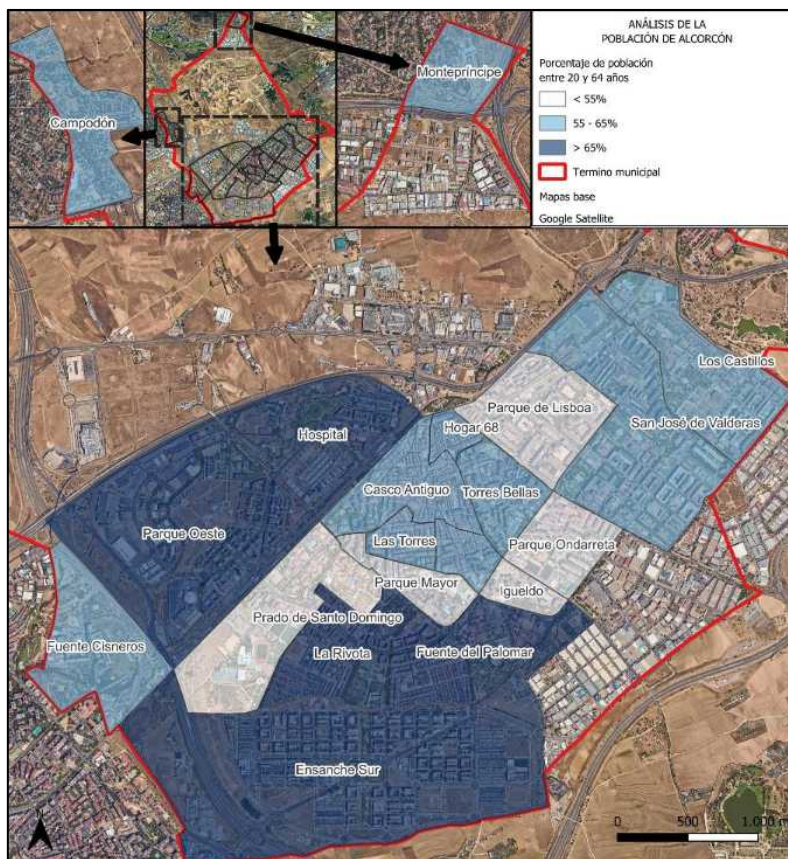 ANÁLISIS DE LA
POBLACIÓN DE ALCORCÓN
Porcentaje de población
entre 20 y 64 años
< 55%
55 - 65%
> 65%
Termino municipal
Mapas base
Google Satellite
Campodón
Montepríncipe
Los Castillos
Parque de Lisboa
San José de Valderas
Hogar 68
Hospital
Casco Antiguo
Torres Bellas
Parque Oeste
Las Torres
Parque Ondarreta
Parque Mayor
Igueldo
Prado de Santo Domingo
Fuente Cisneros
La Rivota
Fuente del Palomar
Ensanche Sur
0
500
1.000 m